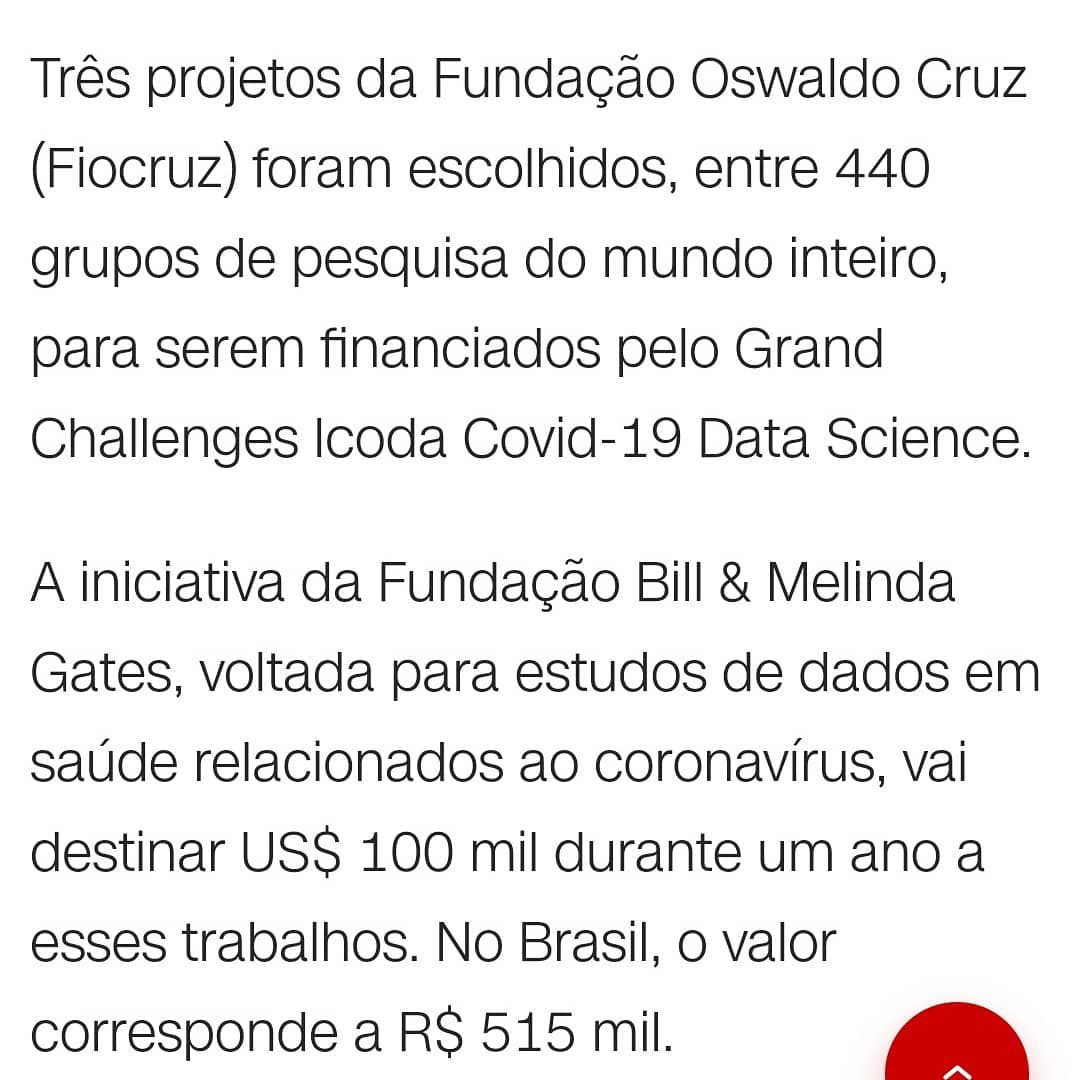 Três projetos da Fundação Oswaldo Cruz
(Fiocruz) foram escolhidos, entre 440
grupos de pesquisa do mundo inteiro,
para serem financiados pelo Grand
Challenges Icoda Covid-19 Data Science.
A iniciativa da Fundação Bill & Melinda
Gates, voltada para estudos de dados em
saúde relacionados ao coronavírus, vai
destinar US$ 100 mil durante um ano a
esses trabalhos. No Brasil, o valor
corresponde a R$ 515 mil.